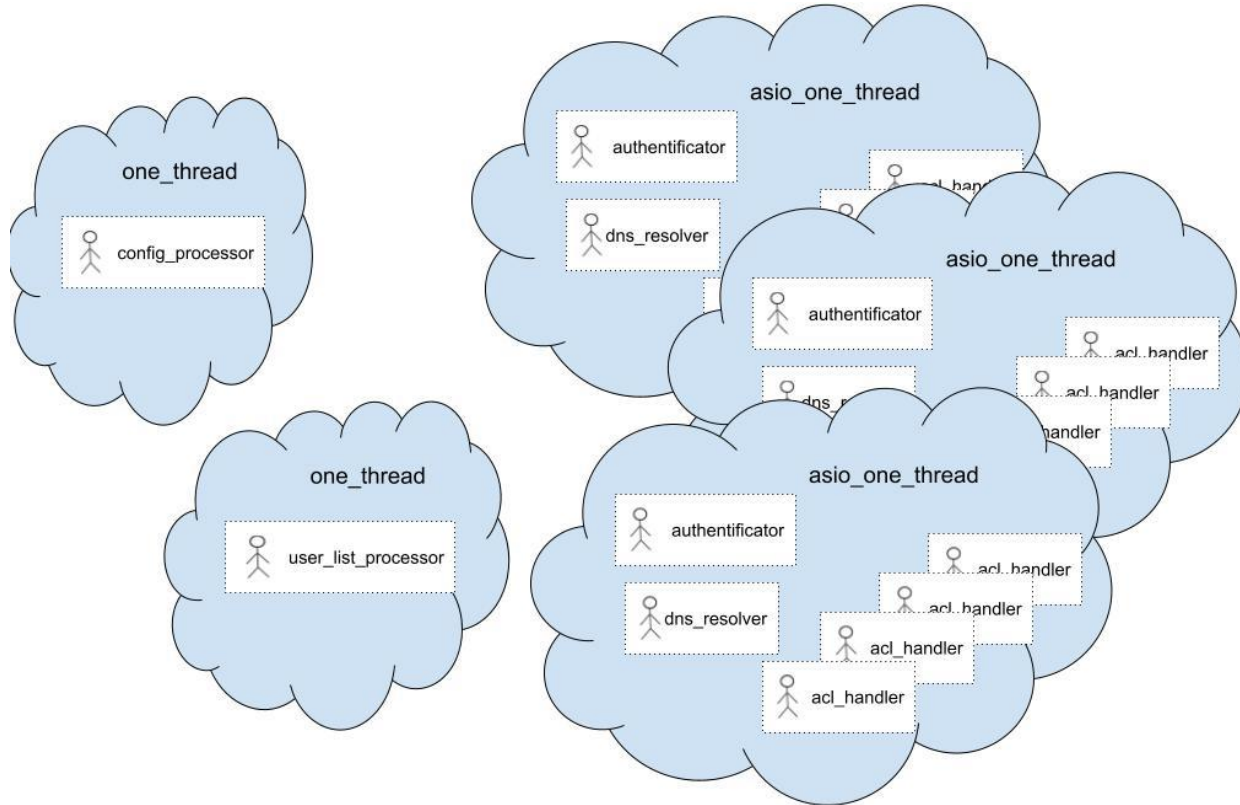 one_thread
config_processor
one_thread
user_list_processor
asio_one_thread
authentificator
dns_resolver
acl_handler
asio_one_thread
authentificator
acl_handler
acl_handler
handler
asio_one_thread
authentificator
dns_resolver
acl_handler
acl_handler
acl_handler
acl_handler